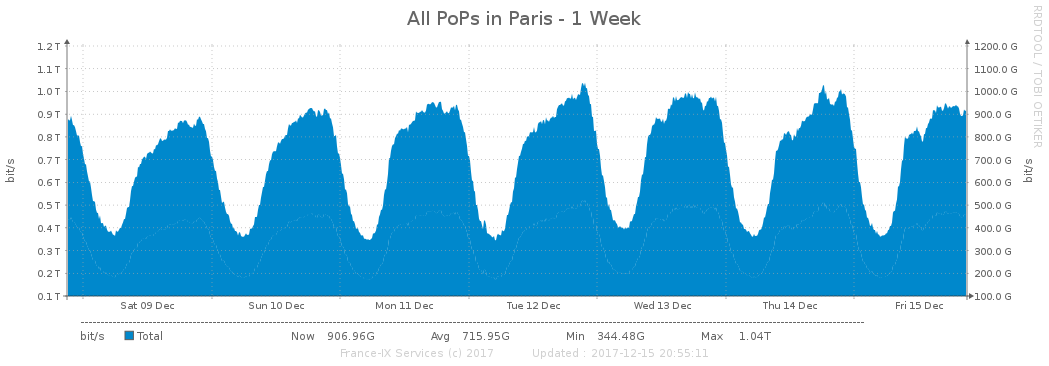 All PoPs in Paris - 1 Week
RRDTOOL / TOBI OETIKER
bit/s
1.2 T
1.1 T
1.0 T
0.9 T
0.8 T
0.7 T
0.6 T
0.5 T
0.4 T
0.3 T
0.2 T
0.1 T
1200.0 G
1100.0 G
1000.0 G
900.0 G
800.0 G
700.0 G
600.0 G
500.0 G
400.0 G
300.0 G
200.0 G
100.0 G
bit/s
Sat 09 Dec Sun 10 Dec Mon 11 Dec Tue 12 Dec Wed 13 Dec Thu 14 Dec Fri 15 Dec
bit/s Total Now 906.96G Avg 715.95G Min 344.48G Max 1.04T
France-IX Services (c) 2017 Updated : 2017-12-15 20:55:11